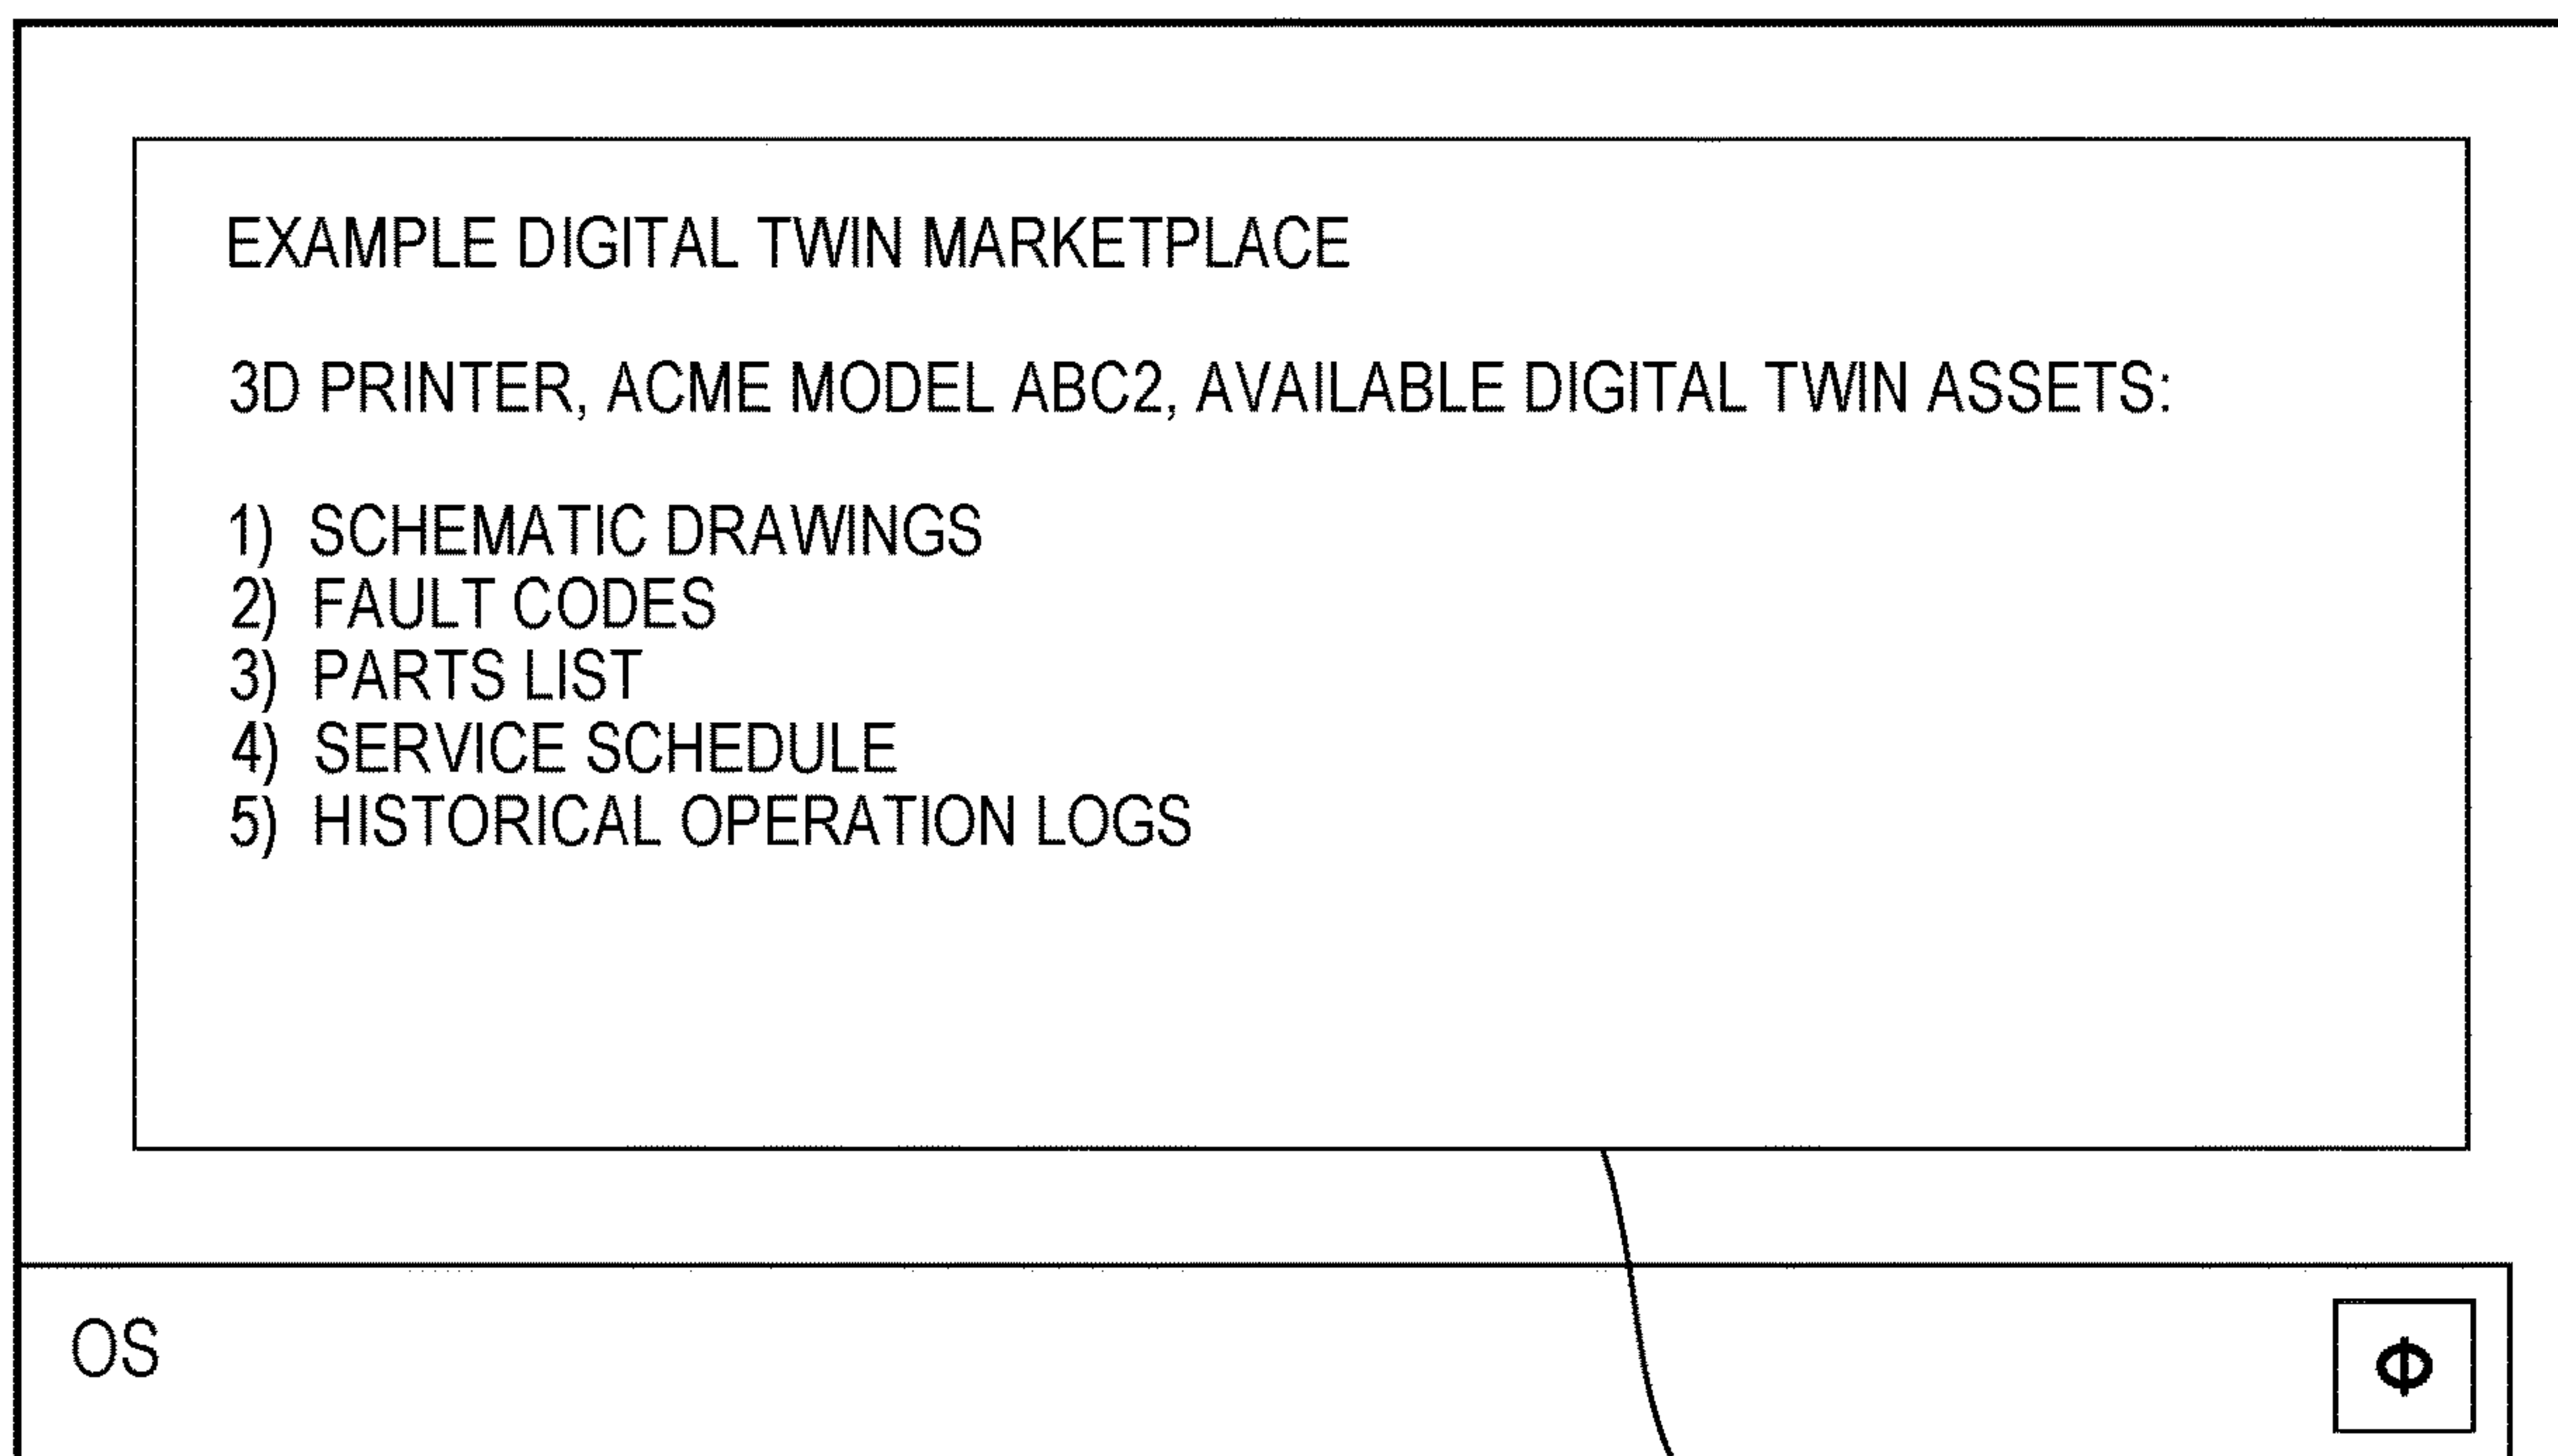 EXAMPLE DIGITAL TWIN MARKETPLACE
3D PRINTER, ACME MODEL ABC2, AVAILABLE DIGITAL TWIN ASSETS:
1) SCHEMATIC DRAWINGS
2) FAULT CODES
3) PARTS LIST
4) SERVICE SCHEDULE
5) HISTORICAL OPERATION LOGS
OS
Φ